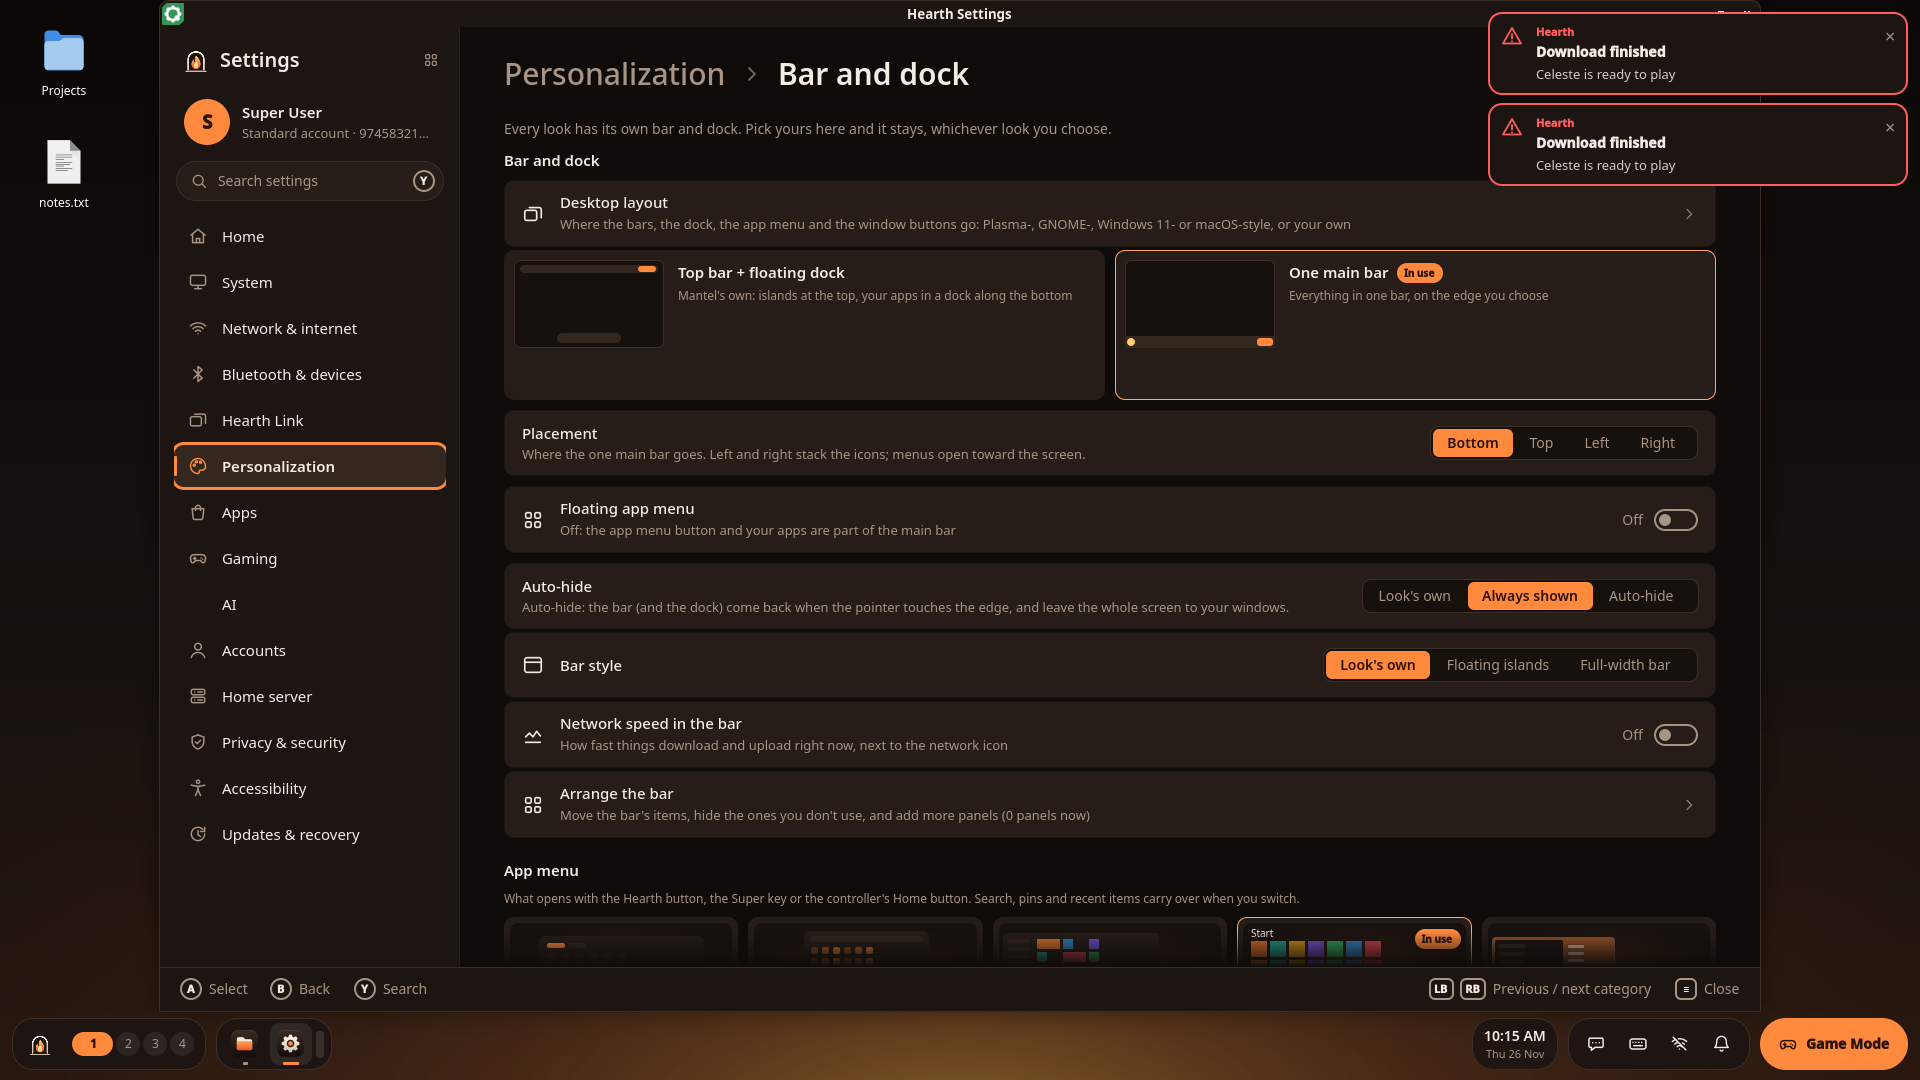 Projects
notes.txt
Hearth Settings
Settings
S
Super User
Standard account · 97458321...
Search settings
Y
Home
System
Network & internet
Bluetooth & devices
Hearth Link
Personalization
Apps
Gaming
AI
Accounts
Home server
Privacy & security
Accessibility
Updates & recovery
Personalization > Bar and dock
Every look has its own bar and dock. Pick yours here and it stays, whichever look you choose.
Bar and dock
Desktop layout
Where the bars, the dock, the app menu and the window buttons go: Plasma-, GNOME-, Windows 11- or macOS-style, or your own
Top bar + floating dock
Mantel's own: islands at the top, your apps in a dock along the bottom
One main bar In use
Everything in one bar, on the edge you choose
Placement
Where the one main bar goes. Left and right stack the icons; menus open toward the screen.
Bottom Top Left Right
Floating app menu
Off: the app menu button and your apps are part of the main bar
Off
Auto-hide
Auto-hide: the bar (and the dock) come back when the pointer touches the edge, and leave the whole screen to your windows.
Look's own Always shown Auto-hide
Bar style
Look's own Floating islands Full-width bar
Network speed in the bar
How fast things download and upload right now, next to the network icon
Off
Arrange the bar
Move the bar's items, hide the ones you don't use, and add more panels (0 panels now)
App menu
What opens with the Hearth button, the Super key or the controller's Home button. Search, pins and recent items carry over when you switch.
Start
In use
Hearth
Download finished
Celeste is ready to play
Hearth
Download finished
Celeste is ready to play
A Select B Back Y Search
LB RB Previous / next category Close
1 2 3 4
10:15 AM
Thu 26 Nov
Game Mode